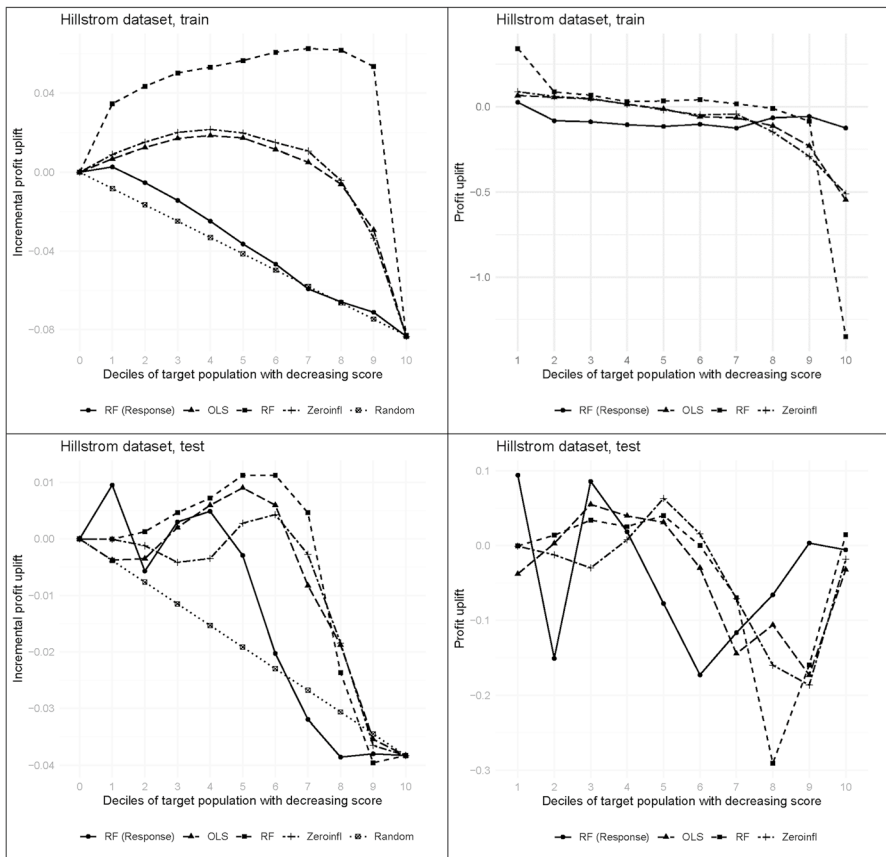 Hillstrom dataset, train
Incremental profit uplift
0.04
0.00
−0.04
−0.08
0 1 2 3 4 5 6 7 8 9 10
Deciles of target population with decreasing score
RF (Response) OLS RF Zeroinfl Random
Hillstrom dataset, train
Profit uplift
0.0
−0.5
−1.0
1 2 3 4 5 6 7 8 9 10
Deciles of target population with decreasing score
RF (Response) OLS RF Zeroinfl
Hillstrom dataset, test
Incremental profit uplift
0.01
0.00
−0.01
−0.02
−0.03
−0.04
0 1 2 3 4 5 6 7 8 9 10
Deciles of target population with decreasing score
RF (Response) OLS RF Zeroinfl Random
Hillstrom dataset, test
Profit uplift
0.1
0.0
−0.1
−0.2
−0.3
1 2 3 4 5 6 7 8 9 10
Deciles of target population with decreasing score
RF (Response) OLS RF Zeroinfl